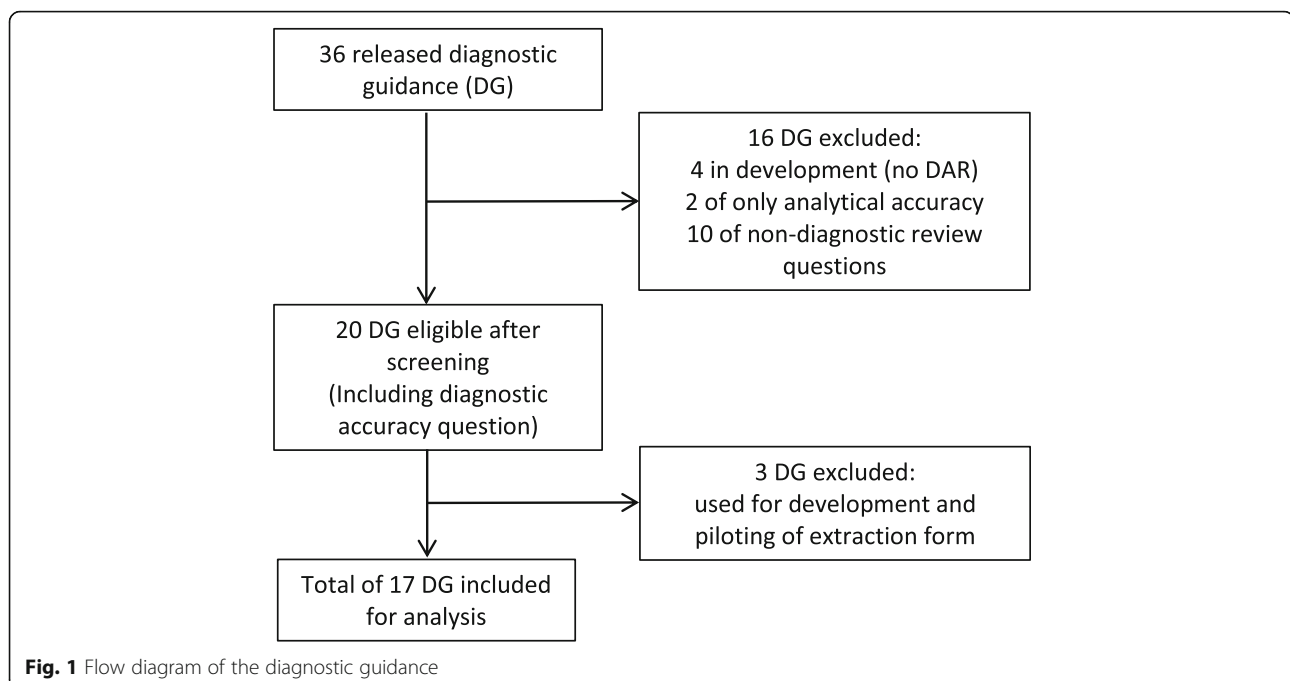 36 released diagnostic
guidance (DG)
16 DG excluded:
4 in development (no DAR)
2 of only analytical accuracy
10 of non-diagnostic review
questions
20 DG eligible after
screening
(Including diagnostic
accuracy question)
3 DG excluded:
used for development and
piloting of extraction form
Total of 17 DG included
for analysis
Fig. 1 Flow diagram of the diagnostic guidance